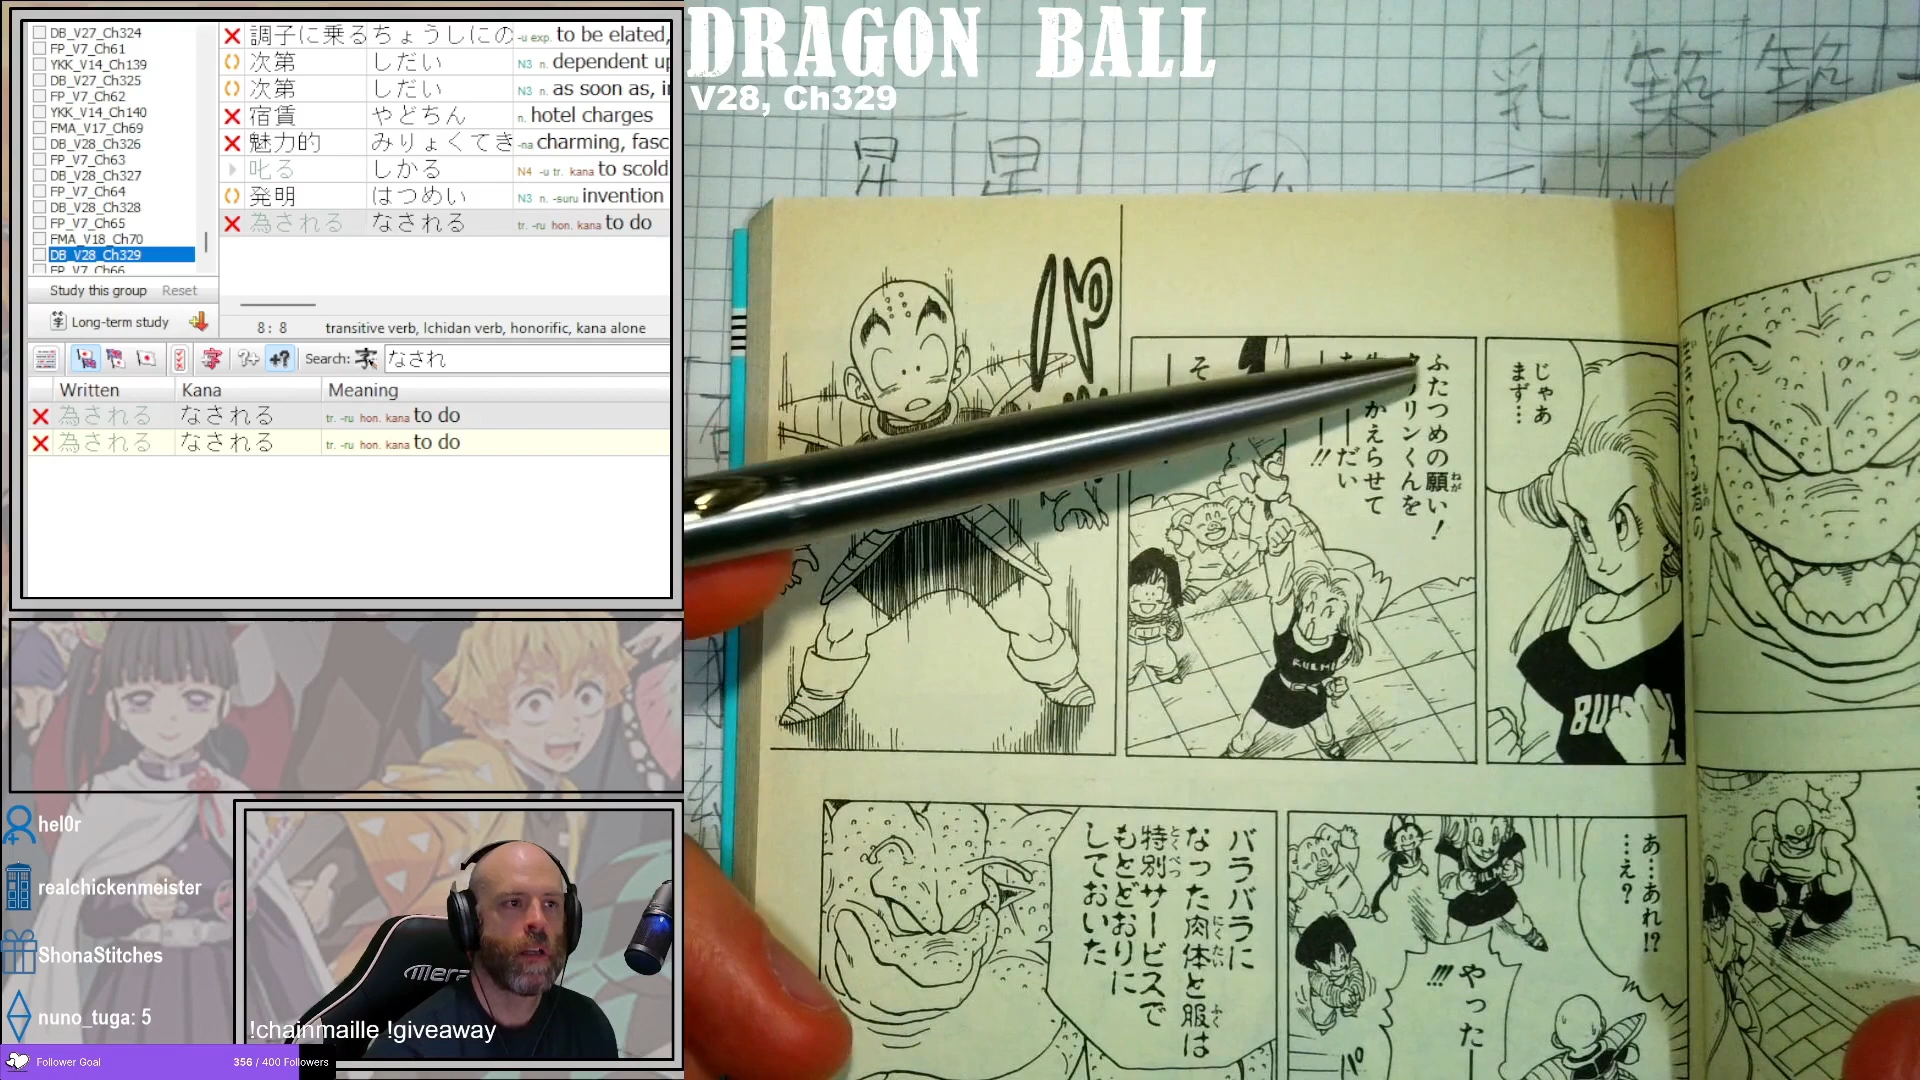 DB_V27_Ch324
FP_V7_Ch61
YKK_V14_Ch139
DB_V27_Ch325
FP_V7_Ch62
YKK_V14_Ch140
FMA_V17_Ch69
DB_V28_Ch326
FP_V7_Ch63
DB_V28_Ch327
FP_V7_Ch64
DB_V28_Ch328
FP_V7_Ch65
FMA_V18_Ch70
DB_V28_Ch329
FP_V7_Ch66
Study this group Reset
Long-term study
調子に乗る ちょうしにの -u exp. to be elated,
次第 しだい N3 n. dependent up
次第 しだい N3 n. as soon as, i
宿賃 やどちん n. hotel charges
魅力的 みりょくてき -na charming, fasc
叱る しかる N4 -u tr. kana to scold
発明 はつめい N3 n. -suru invention
為される なされる tr. -ru hon. kana to do
8: 8 transitive verb, Ichidan verb, honorific, kana alone
Search: なされ
Written Kana Meaning
為される なされる tr. -ru hon. kana to do
為される なされる tr. -ru hon. kana to do
hel0r
realchickenmeister
ShonaStitches
nuno_tuga: 5
Follower Goal 356 / 400 Followers
!chainmaille !giveaway
DRAGON BALL
V28, Ch329
じゃあ
まず…
ふたつめの願い!
リンくんを
かえらせて
だい
ー!!
そ
パ
あ…あれ!?
…え?
やったー
!!!
バラバラに
なった肉体と服は
特別サービスで
もとどおりに
しておいた
パ